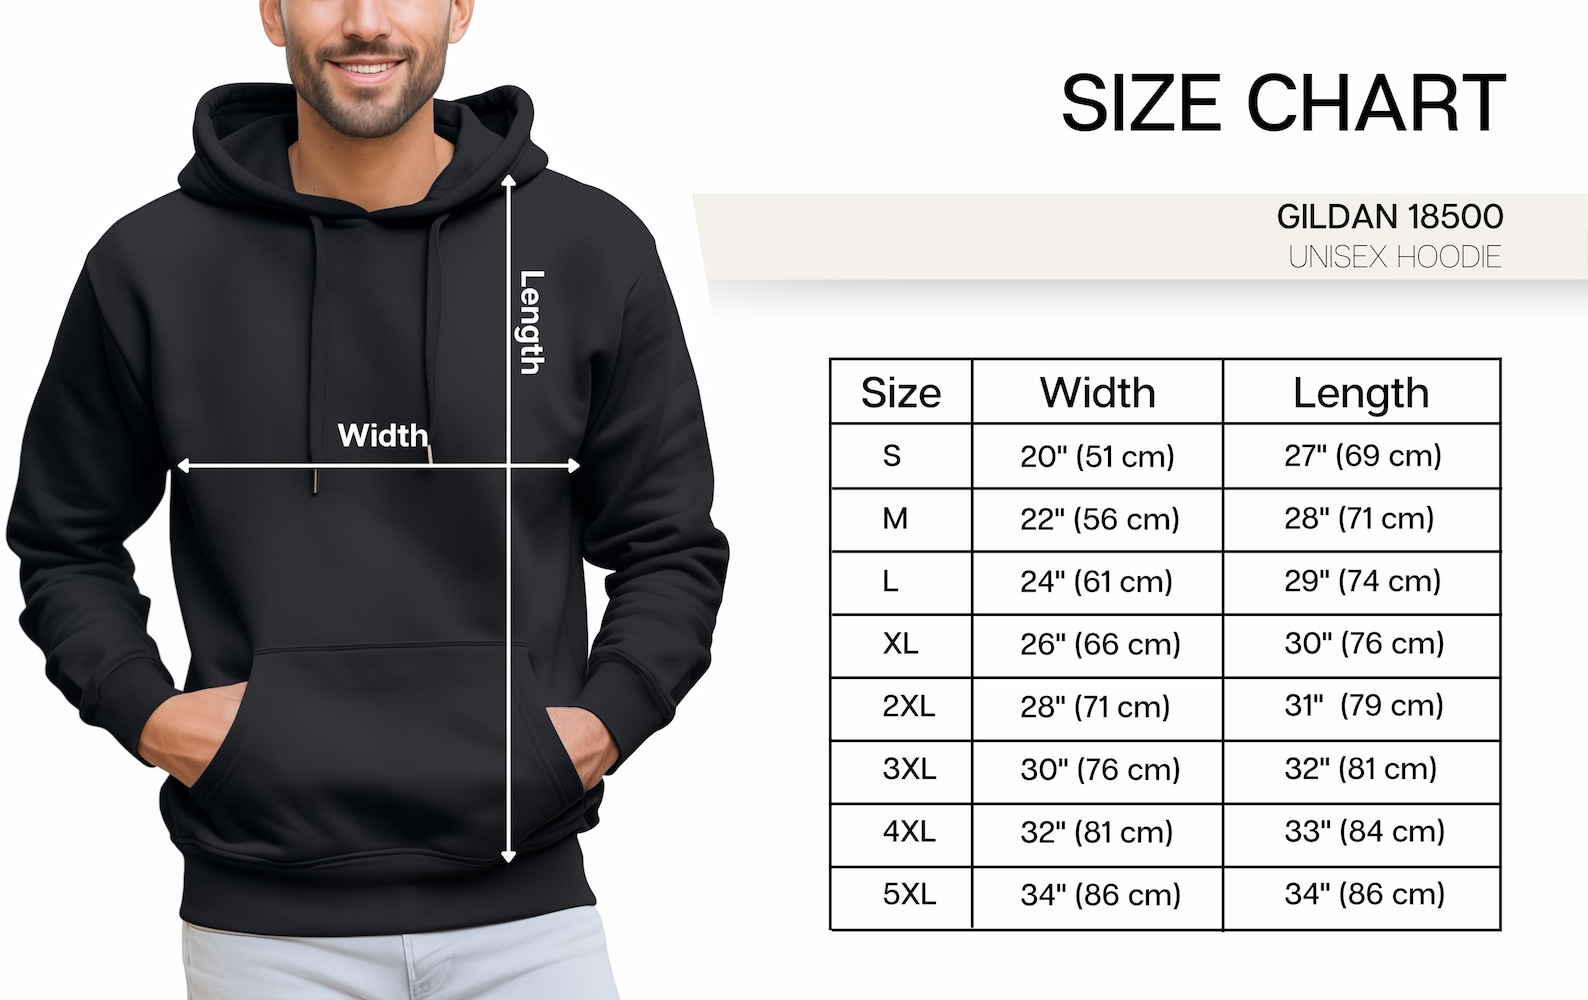 SIZE CHART
GILDAN 18500
UNISEX HOODIE
Length
Width
Size Width Length
S 20" (51 cm) 27" (69 cm)
M 22" (56 cm) 28" (71 cm)
L 24" (61 cm) 29" (74 cm)
XL 26" (66 cm) 30" (76 cm)
2XL 28" (71 cm) 31" (79 cm)
3XL 30" (76 cm) 32" (81 cm)
4XL 32" (81 cm) 33" (84 cm)
5XL 34" (86 cm) 34" (86 cm)